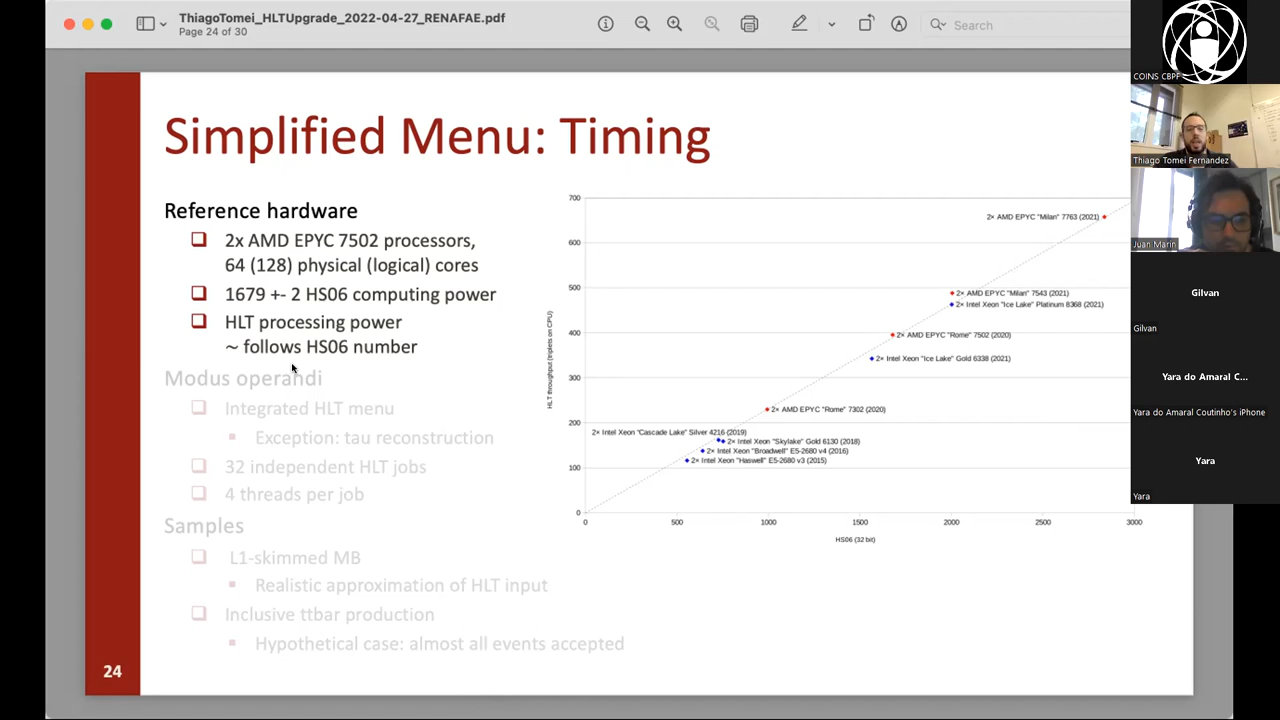 ThiagoTomei_HLTUpgrade_2022-04-27_RENAFAE.pdf
Page 24 of 30
Search
Simplified Menu: Timing
Reference hardware
2x AMD EPYC 7502 processors,
64 (128) physical (logical) cores
1679 +- 2 HS06 computing power
HLT processing power
~ follows HS06 number
Modus operandi
Integrated HLT menu
Exception: tau reconstruction
32 independent HLT jobs
4 threads per job
Samples
L1-skimmed MB
Realistic approximation of HLT input
Inclusive ttbar production
Hypothetical case: almost all events accepted
24
HLT throughput (triplets on CPU)
700
600
500
400
300
200
100
0
2× AMD EPYC "Milan" 7763 (2021)
2× AMD EPYC "Milan" 7543 (2021)
2× Intel Xeon "Ice Lake" Platinum 8368 (2021)
2× AMD EPYC "Rome" 7502 (2020)
2× Intel Xeon "Ice Lake" Gold 6338 (2021)
2× AMD EPYC "Rome" 7302 (2020)
2× Intel Xeon "Cascade Lake" Silver 4216 (2019)
2× Intel Xeon "Skylake" Gold 6130 (2018)
2× Intel Xeon "Broadwell" E5-2680 v4 (2016)
2× Intel Xeon "Haswell" E5-2680 v3 (2015)
0
500
1000
1500
2000
2500
3000
HS06 (32 bit)
COINS CBPF
Thiago Tomei Fernandez
Juan Marin
Gilvan
Gilvan
Yara do Amaral C...
Yara do Amaral Coutinho's iPhone
Yara
Yara